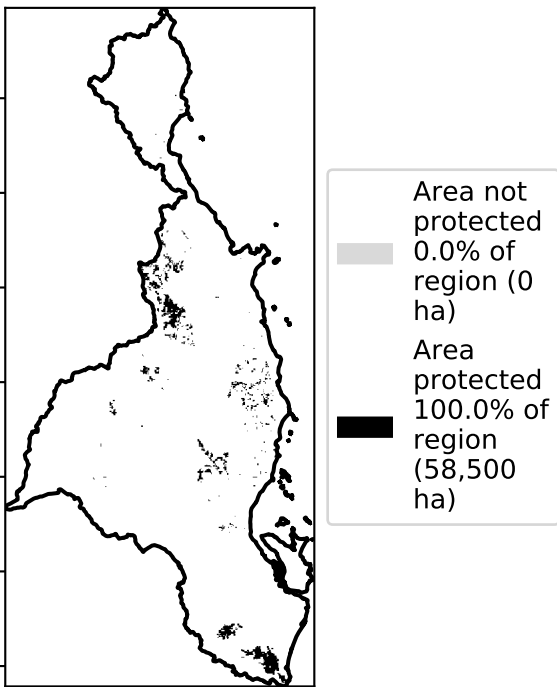 Area not
protected
0.0% of
region (0
ha)
Area
protected
100.0% of
region
(58,500
ha)